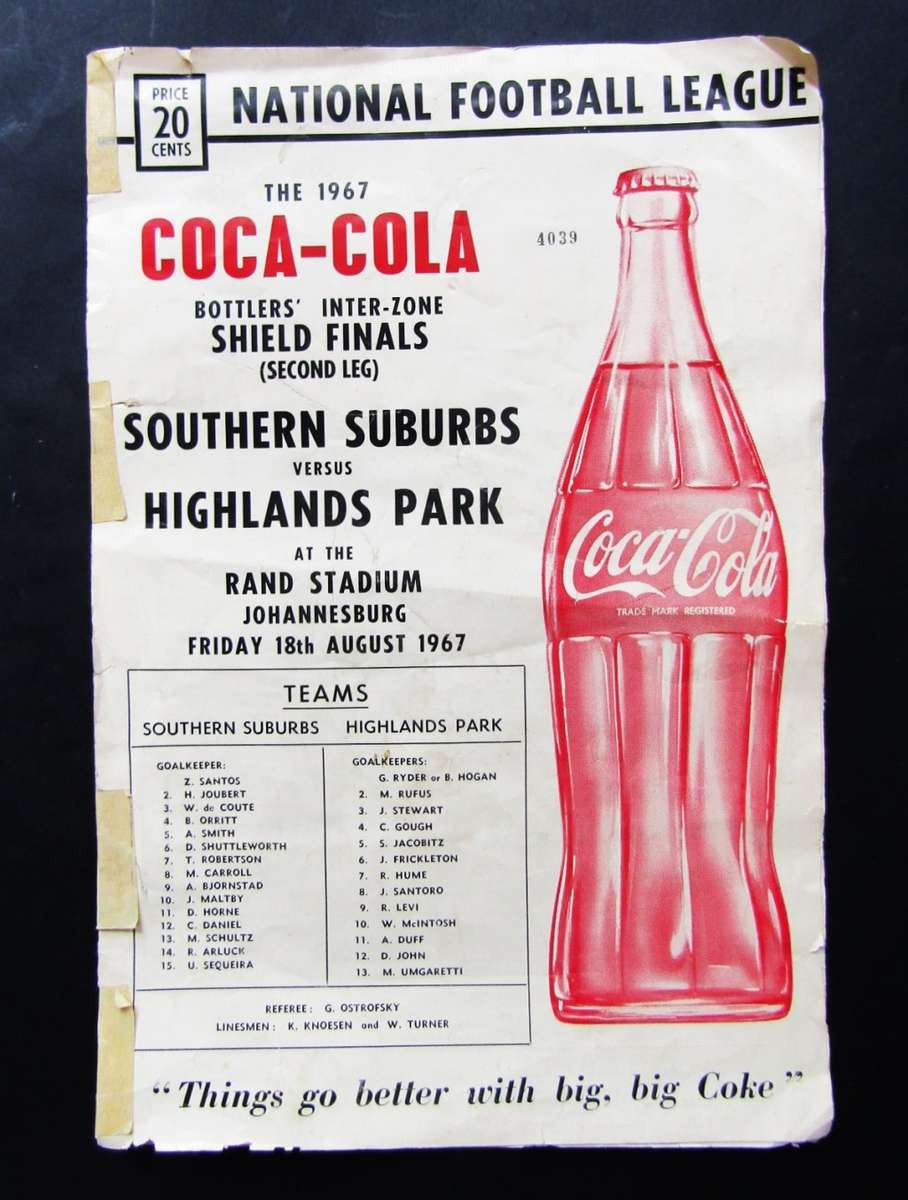 PRICE
20
CENTS
NATIONAL FOOTBALL LEAGUE
THE 1967
COCA-COLA
4039
BOTTLERS' INTER-ZONE
SHIELD FINALS
(SECOND LEG)
SOUTHERN SUBURBS
VERSUS
HIGHLANDS PARK
AT THE
RAND STADIUM
JOHANNESBURG
FRIDAY 18th AUGUST 1967
Coca-Cola
TRADE MARK REGISTERED
TEAMS
SOUTHERN SUBURBS
GOALKEEPER:
Z. SANTOS
2. H. JOUBERT
3. W. de COUTE
4. B. ORRITT
5. A. SMITH
6. D. SHUTTLEWORTH
7. T. ROBERTSON
8. M. CARROLL
9. A. BJORNSTAD
10. J. MALTBY
11. D. HORNE
12. C. DANIEL
13. M. SCHULTZ
14. R. ARLUCK
15. U. SEQUEIRA
HIGHLANDS PARK
GOALKEEPERS:
G. RYDER or B. HOGAN
2. M. RUFUS
3. J. STEWART
4. C. GOUGH
5. S. JACOBITZ
6. J. FRICKLETON
7. R. HUME
8. J. SANTORO
9. R. LEVI
10. W. McINTOSH
11. A. DUFF
12. D. JOHN
13. M. UMGARETTI
REFEREE: G. OSTROFSKY
LINESMEN: K. KNOESEN and W. TURNER
"Things go better with big, big Coke"